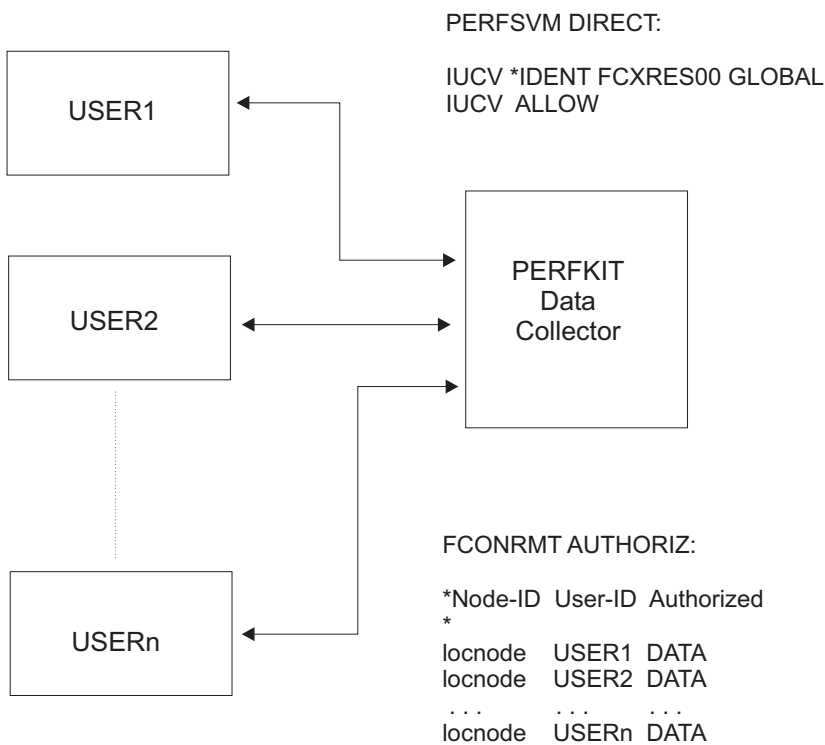 PERFSVM DIRECT:
IUCV *IDENT FCXRES00 GLOBAL
IUCV ALLOW
USER1
PERFKIT
Data
Collector
USER2
FCONRMT AUTHORIZ:
*Node-ID User-ID Authorized
*
locnode USER1 DATA
locnode USER2 DATA
. . . . . . . . .
locnode USERn DATA
USERn